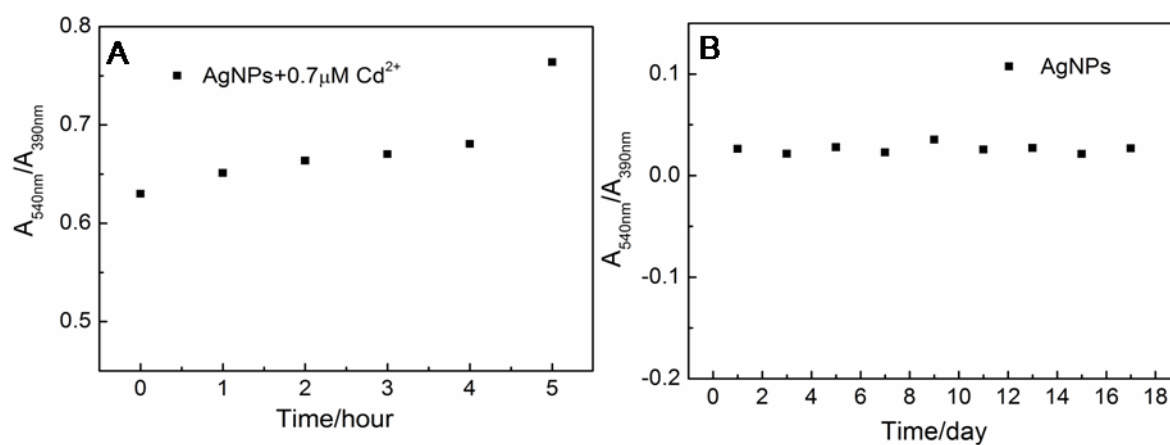 A
AgNPs+0.7μM Cd²⁺
0.8
0.7
0.6
0.5
A₅₄₀ₙₘ/A₃₉₀ₙₘ
0 1 2 3 4 5
Time/hour
B
AgNPs
0.1
0.0
-0.1
-0.2
A₅₄₀ₙₘ/A₃₉₀ₙₘ
0 2 4 6 8 10 12 14 16 18
Time/day